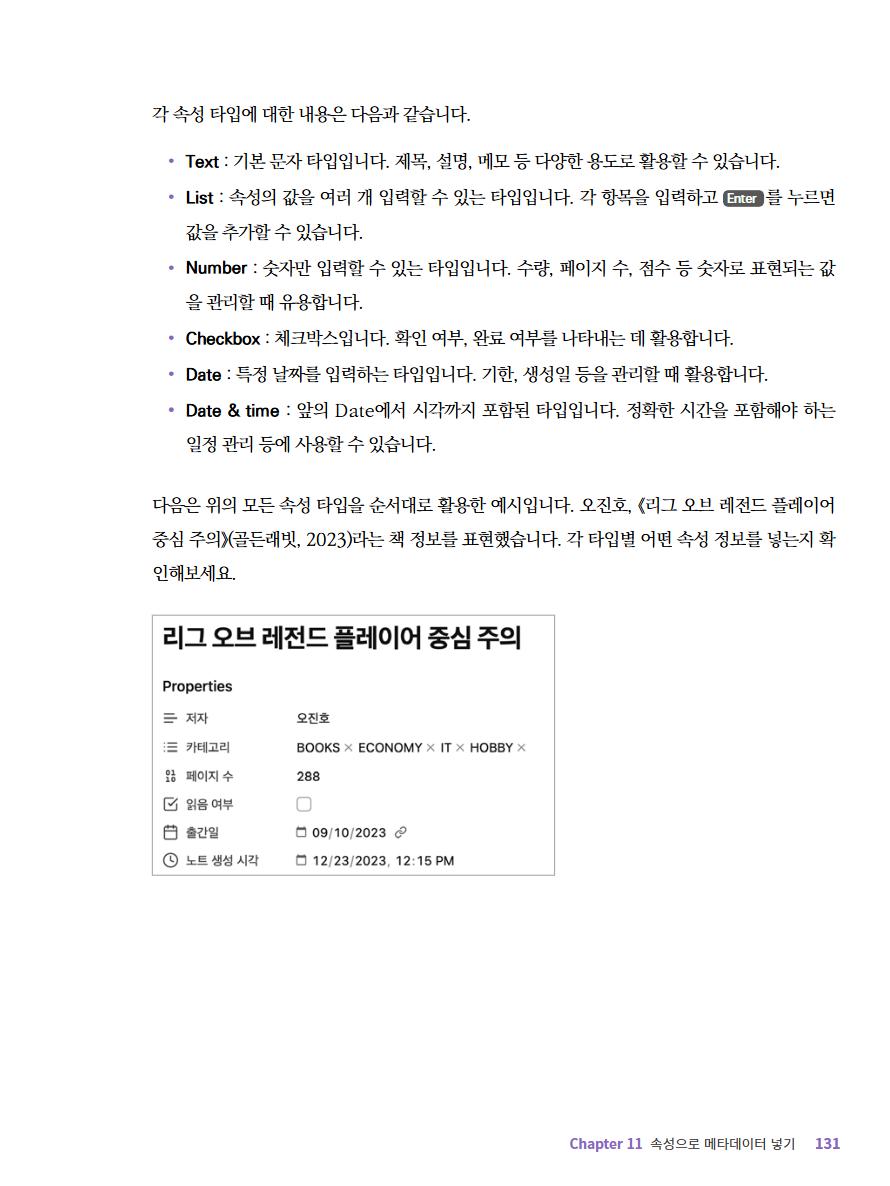 각 속성 타입에 대한 내용은 다음과 같습니다.
• Text : 기본 문자 타입입니다. 제목, 설명, 메모 등 다양한 용도로 활용할 수 있습니다.
• List : 속성의 값을 여러 개 입력할 수 있는 타입입니다. 각 항목을 입력하고 Enter 를 누르면
값을 추가할 수 있습니다.
• Number : 숫자만 입력할 수 있는 타입입니다. 수량, 페이지 수, 점수 등 숫자로 표현되는 값
을 관리할 때 유용합니다.
• Checkbox : 체크박스입니다. 확인 여부, 완료 여부를 나타내는 데 활용합니다.
• Date : 특정 날짜를 입력하는 타입입니다. 기한, 생성일 등을 관리할 때 활용합니다.
• Date & time : 앞의 Date에서 시각까지 포함된 타입입니다. 정확한 시간을 포함해야 하는
일정 관리 등에 사용할 수 있습니다.
다음은 위의 모든 속성 타입을 순서대로 활용한 예시입니다. 오진호, 《리그 오브 레전드 플레이어
중심 주의》(골든래빗, 2023)라는 책 정보를 표현했습니다. 각 타입별 어떤 속성 정보를 넣는지 확
인해보세요.
리그 오브 레전드 플레이어 중심 주의
Properties
저자 오진호
카테고리 BOOKS × ECONOMY × IT × HOBBY ×
페이지 수 288
읽음 여부
출간일 09/10/2023
노트 생성 시각 12/23/2023, 12:15 PM
Chapter 11 속성으로 메타데이터 넣기 131